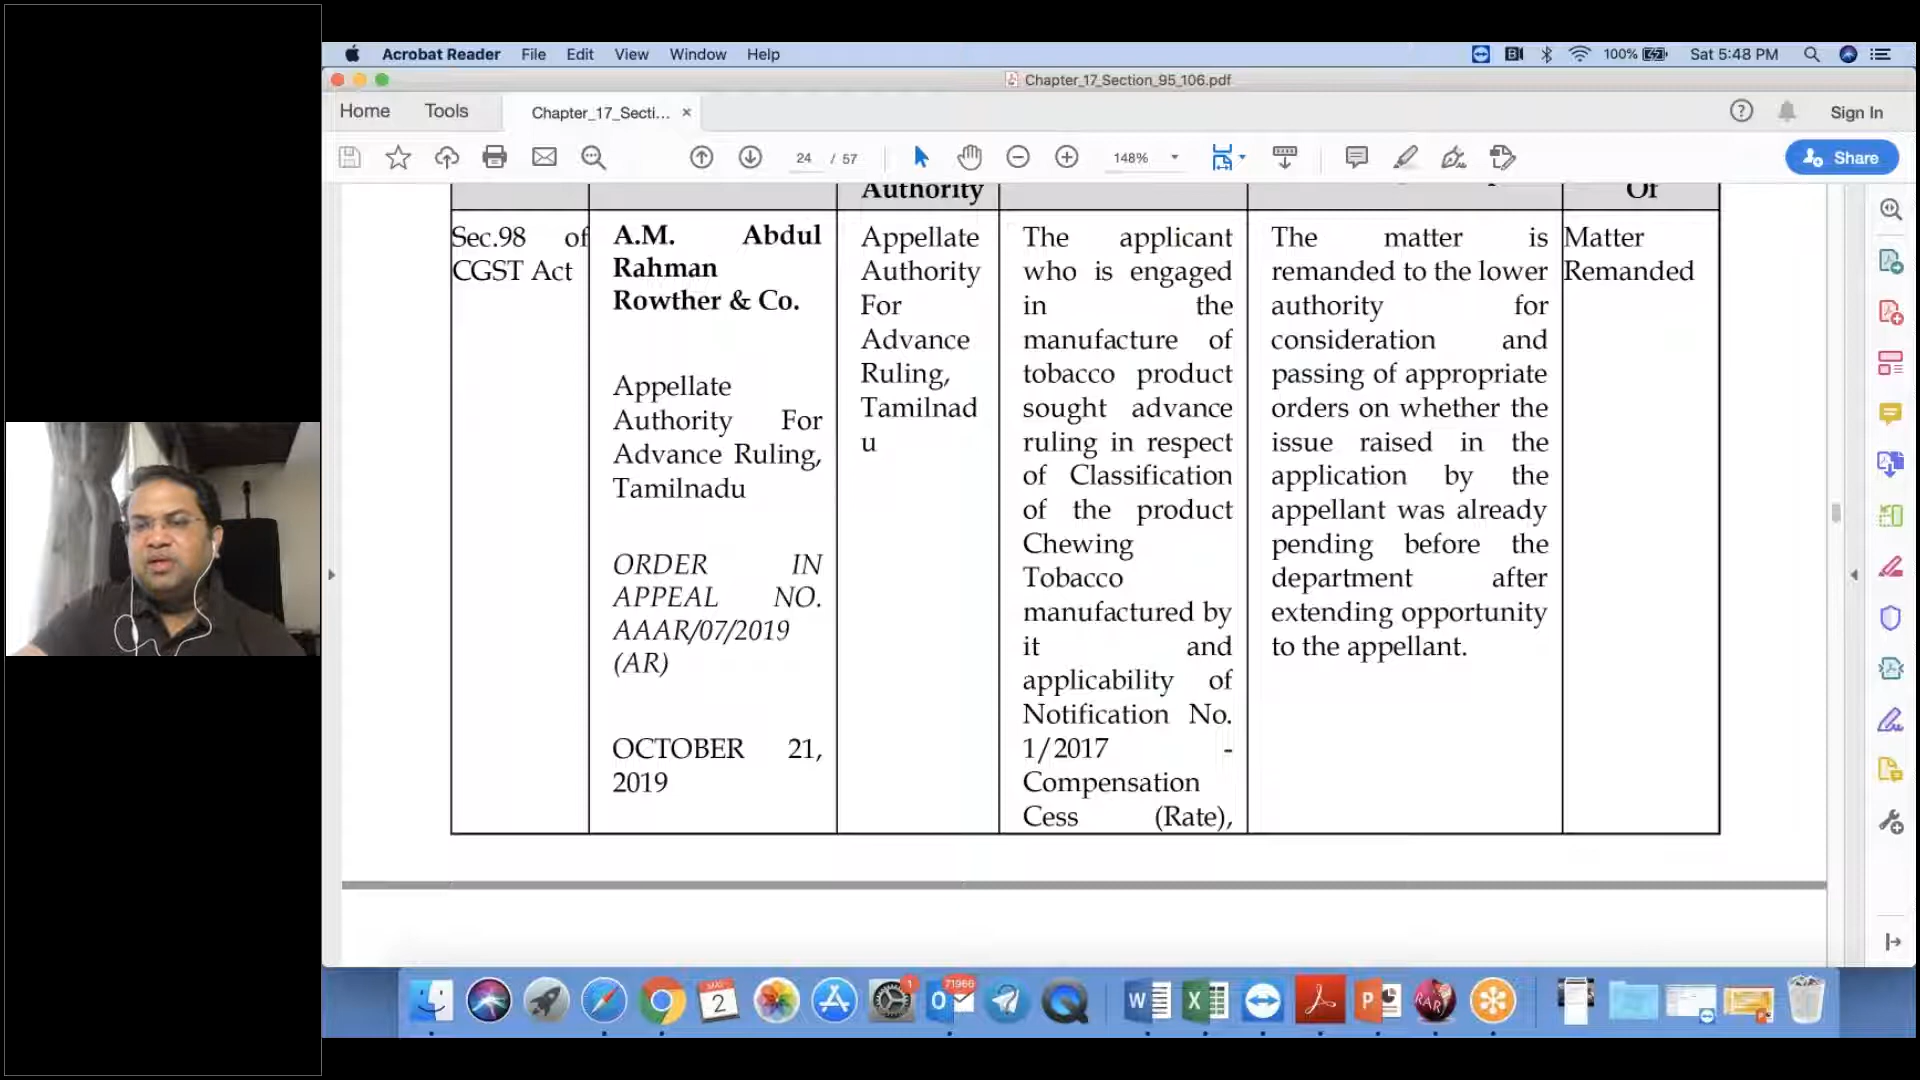 Acrobat Reader File Edit View Window Help 100% Sat 5:48 PM
Chapter_17_Section_95_106.pdf
Home Tools Chapter_17_Secti... × Sign In
24 / 57 148% Share
Authority Of
Sec.98 of
CGST Act
A.M. Abdul
Rahman
Rowther & Co.
Appellate
Authority For
Advance Ruling,
Tamilnadu
ORDER IN
APPEAL NO.
AAAR/07/2019
(AR)
OCTOBER 21,
2019
Appellate
Authority
For
Advance
Ruling,
Tamilnad
u
The applicant
who is engaged
in the
manufacture of
tobacco product
sought advance
ruling in respect
of Classification
of the product
Chewing
Tobacco
manufactured by
it and
applicability of
Notification No.
1/2017 -
Compensation
Cess (Rate),
The matter is
remanded to the lower
authority for
consideration and
passing of appropriate
orders on whether the
issue raised in the
application by the
appellant was already
pending before the
department after
extending opportunity
to the appellant.
Matter
Remanded
MAY
2
1
71966
RAR